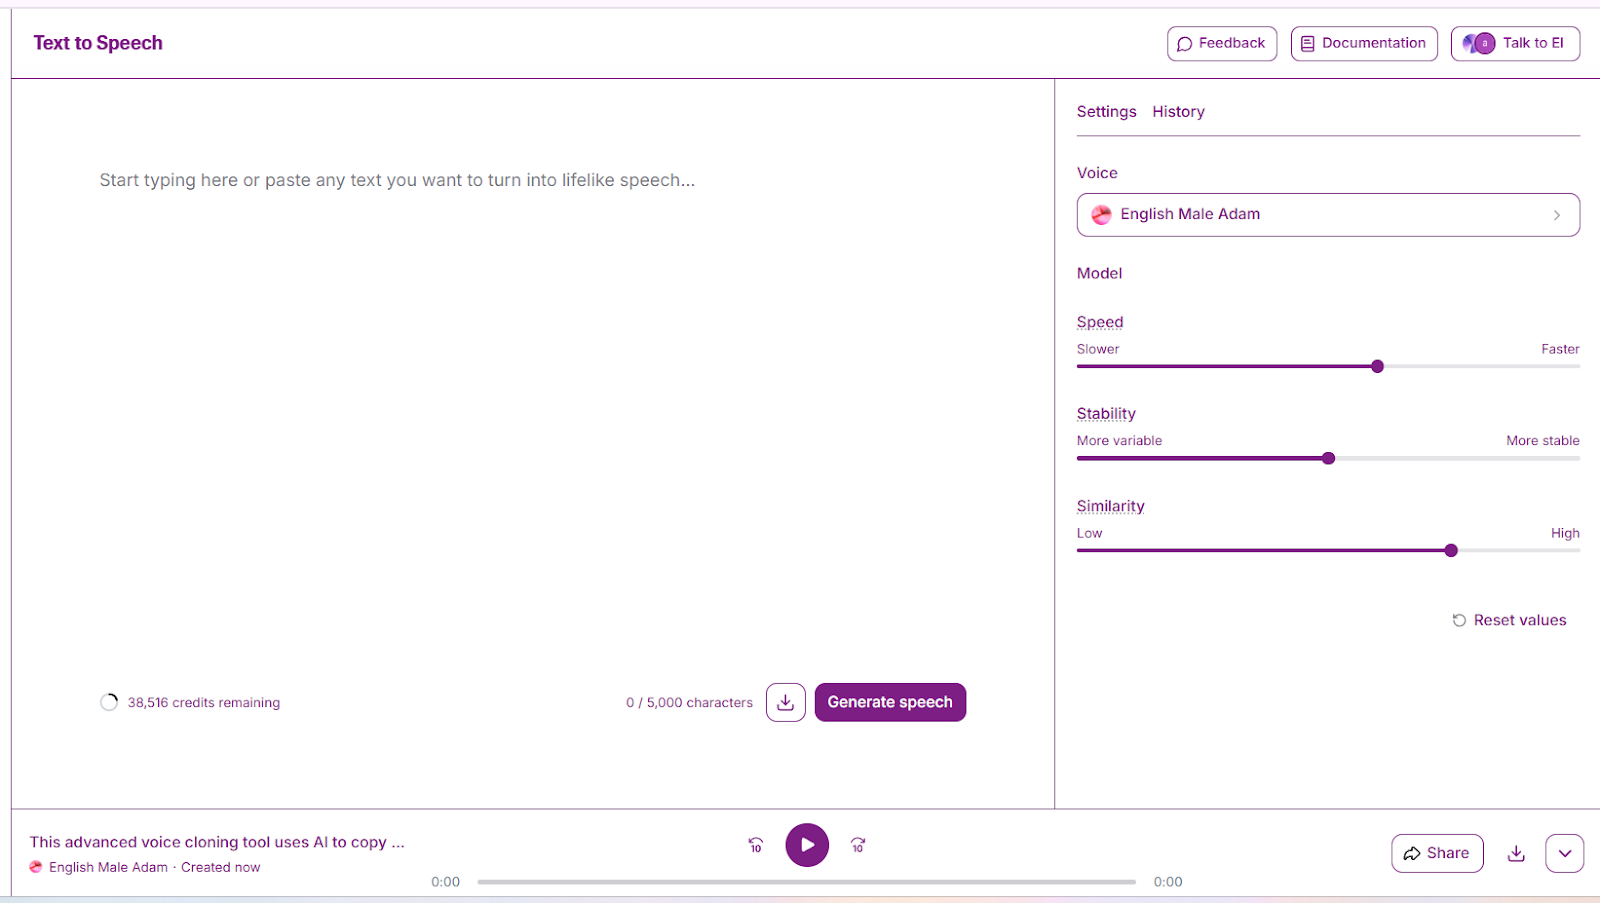 Text to Speech
Feedback
Documentation
a
Talk to EI
Settings History
Start typing here or paste any text you want to turn into lifelike speech...
Voice
English Male Adam
Model
Speed
Slower Faster
Stability
More variable More stable
Similarity
Low High
Reset values
38,516 credits remaining
0 / 5,000 characters
Generate speech
This advanced voice cloning tool uses AI to copy ...
English Male Adam · Created now
10
10
0:00 0:00
Share